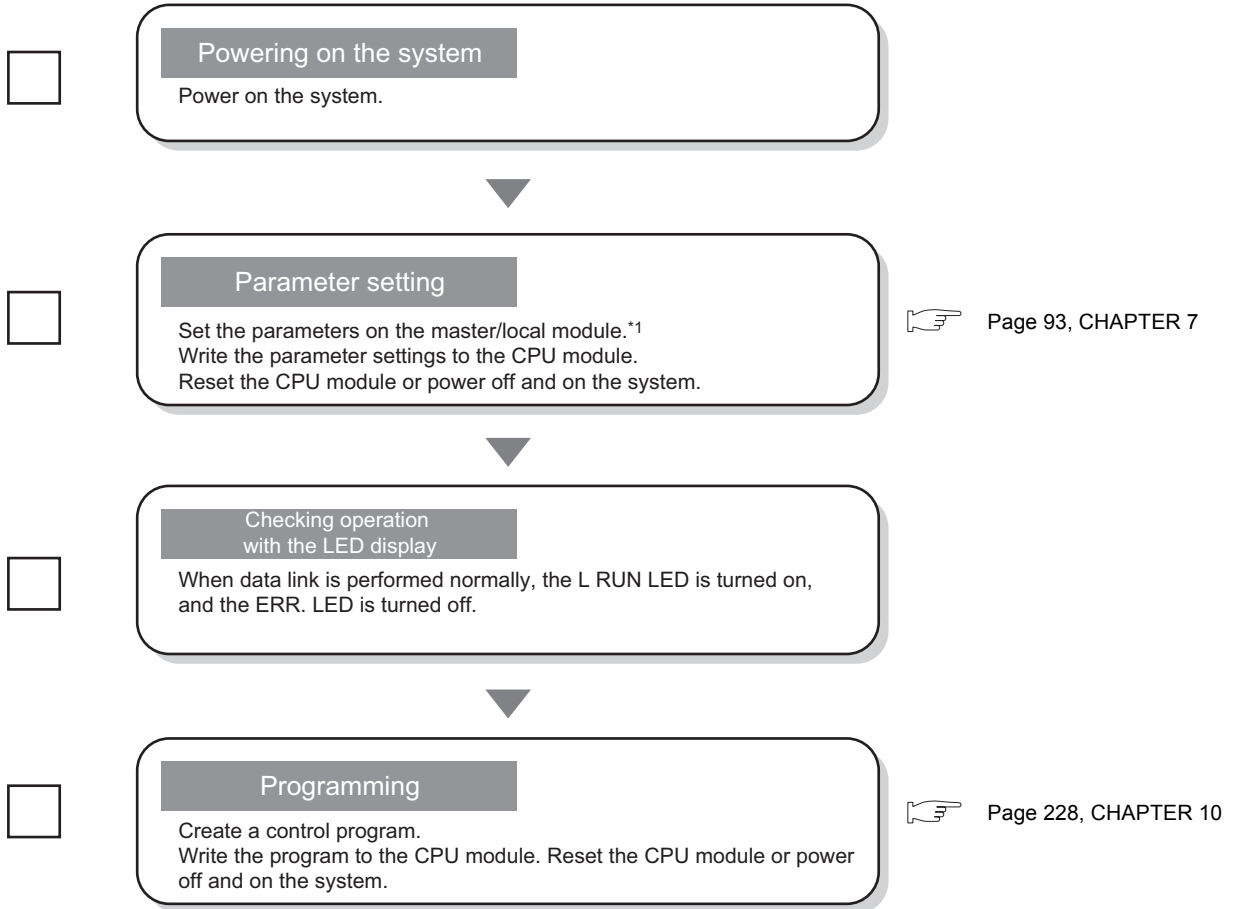 Powering on the system
Power on the system.
Parameter setting
Set the parameters on the master/local module.*1
Write the parameter settings to the CPU module.
Reset the CPU module or power off and on the system.
Page 93, CHAPTER 7
Checking operation
with the LED display
When data link is performed normally, the L RUN LED is turned on,
and the ERR. LED is turned off.
Programming
Create a control program.
Write the program to the CPU module. Reset the CPU module or power
off and on the system.
Page 228, CHAPTER 10